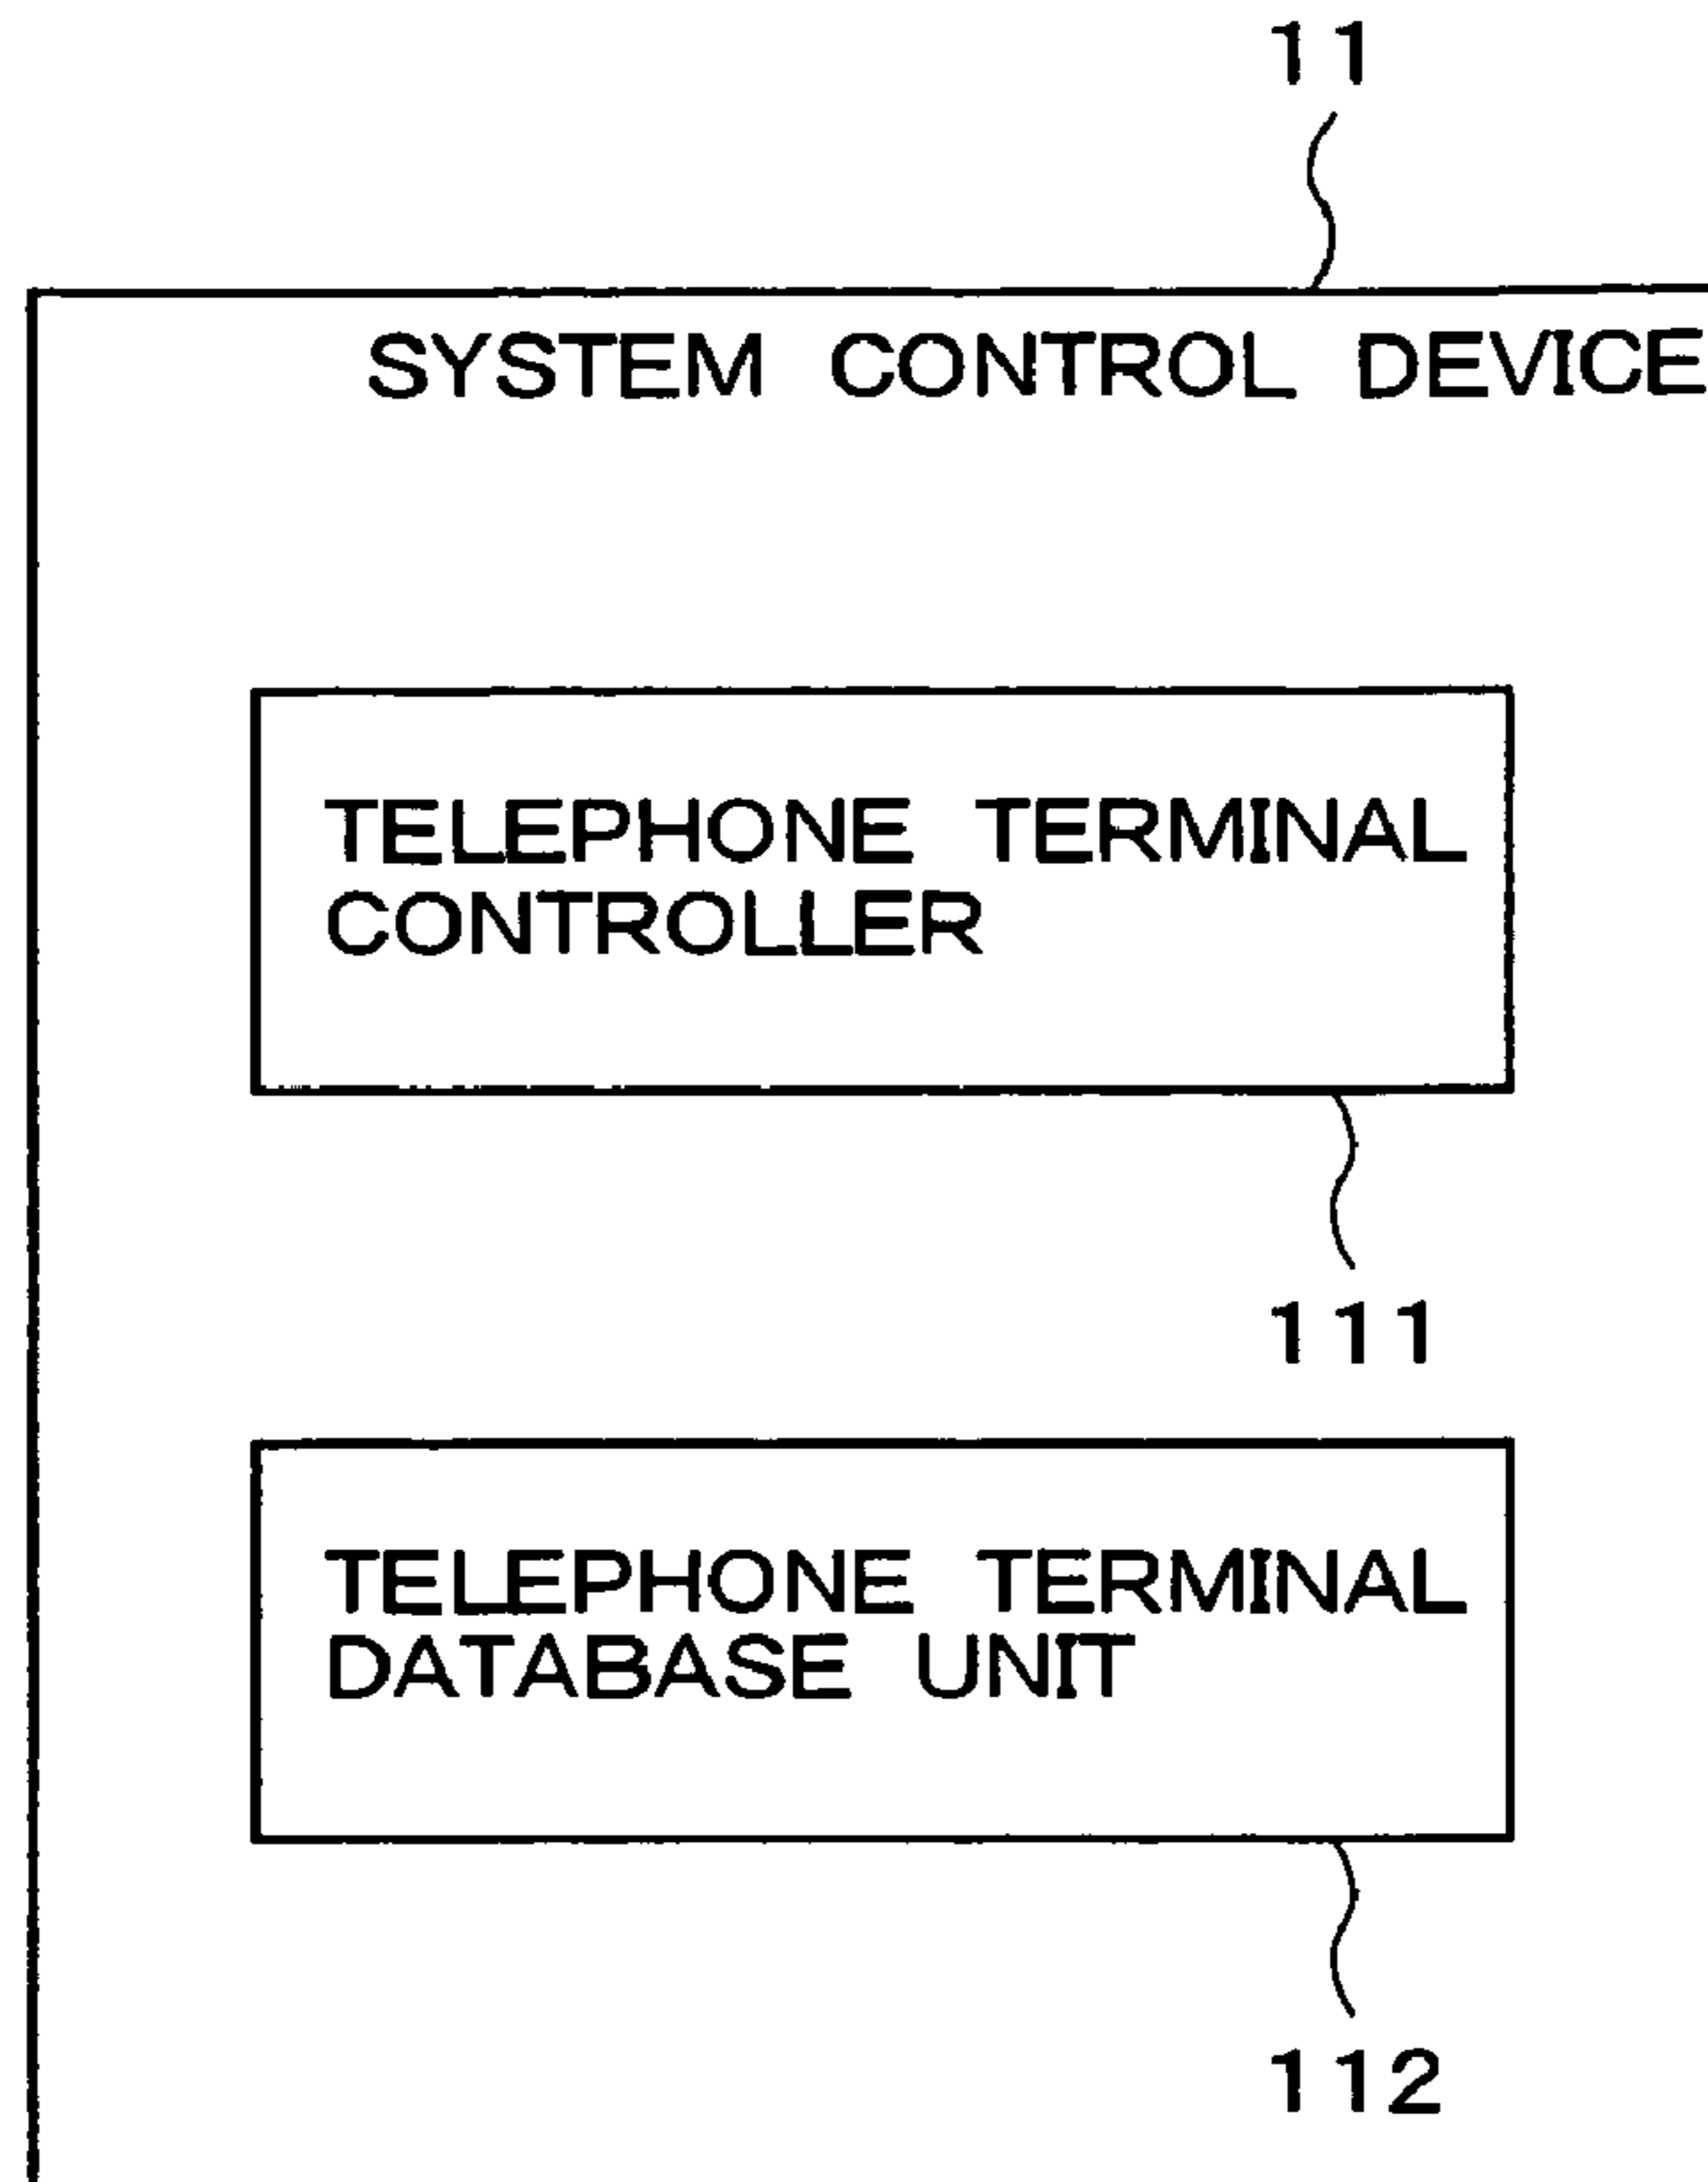 11
SYSTEM CONTROL DEVICE
TELEPHONE TERMINAL
CONTROLLER
111
TELEPHONE TERMINAL
DATABASE UNIT
112